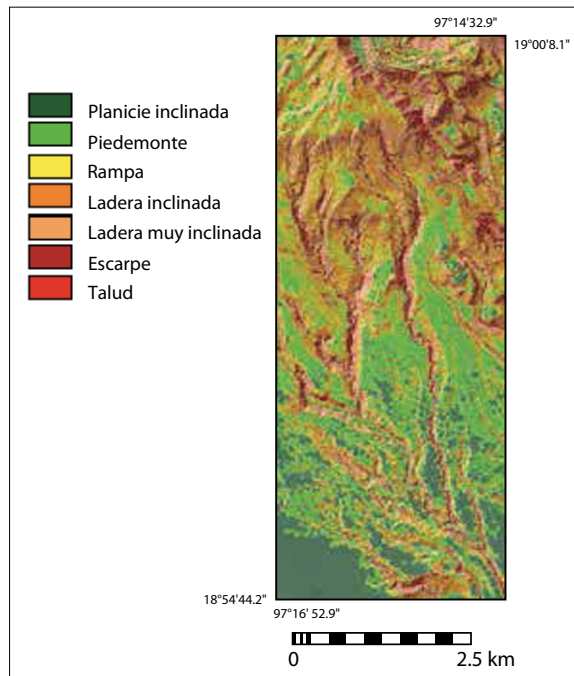 97°14'32.9"
19°00'8.1"
Planicie inclinada
Piedemonte
Rampa
Ladera inclinada
Ladera muy inclinada
Escarpe
Talud
18°54'44.2"
97°16' 52.9"
0 2.5 km